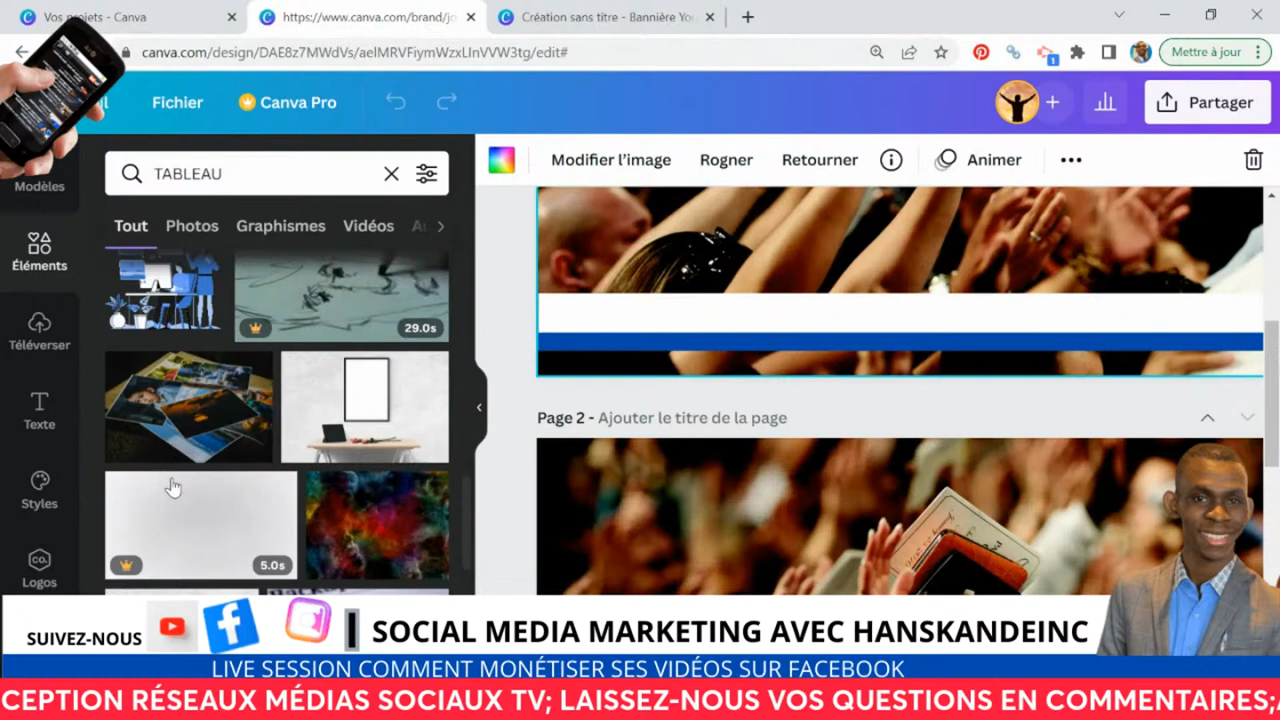 Vos projets - Canva
https://www.canva.com/brand/jo
Création sans titre - Bannière You
canva.com/design/DAE8z7MWdVs/aelMRVFiymWzxLlnVVW3tg/edit#
1
Mettre à jour
Fichier
Canva Pro
Partager
Modèles
Éléments
Téléverser
Texte
Styles
CO.
Logos
TABLEAU
Tout
Photos
Graphismes
Vidéos
29.0s
5.0s
Modifier l'image
Rogner
Retourner
Animer
Page 2 - Ajouter le titre de la page
SUIVEZ-NOUS
SOCIAL MEDIA MARKETING AVEC HANSKANDEINC
LIVE SESSION COMMENT MONÉTISER SES VIDÉOS SUR FACEBOOK
CEPTION RÉSEAUX MÉDIAS SOCIAUX TV; LAISSEZ-NOUS VOS QUESTIONS EN COMMENTAIRES;